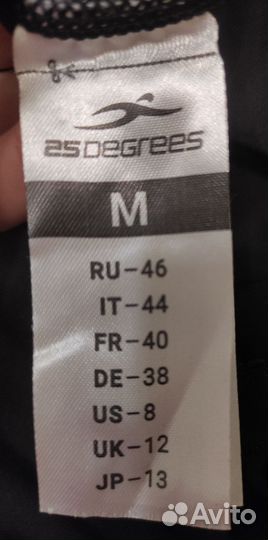 25DEGREES
M
RU-46
IT-44
FR-40
DE-38
US-8
UK-12
JP-13
Avito